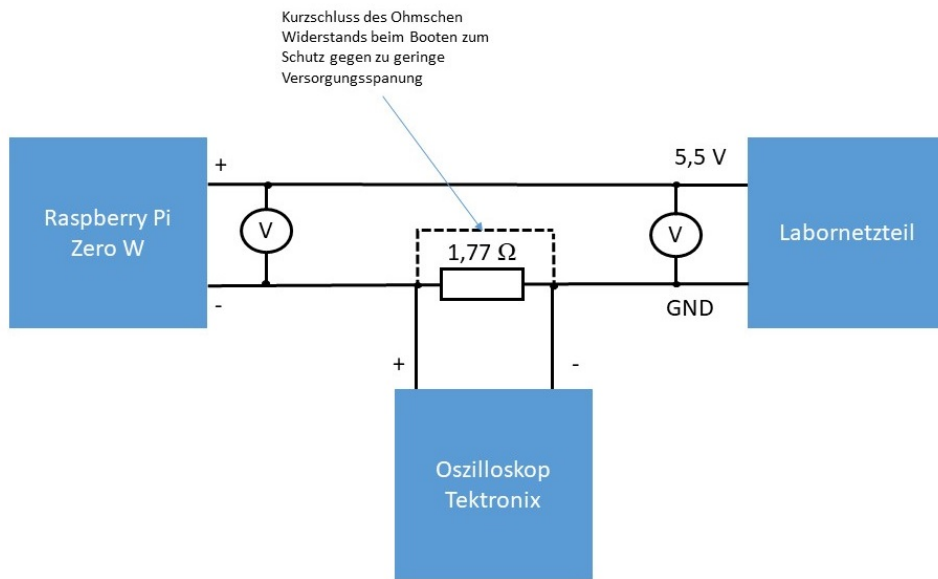 Kurzschluss des Ohmschen
Widerstands beim Booten zum
Schutz gegen zu geringe
Versorgungsspanung
+
5,5 V
Raspberry Pi
Zero W
V
V
Labornetzteil
1,77 Ω
-
GND
+
-
Oszilloskop
Tektronix